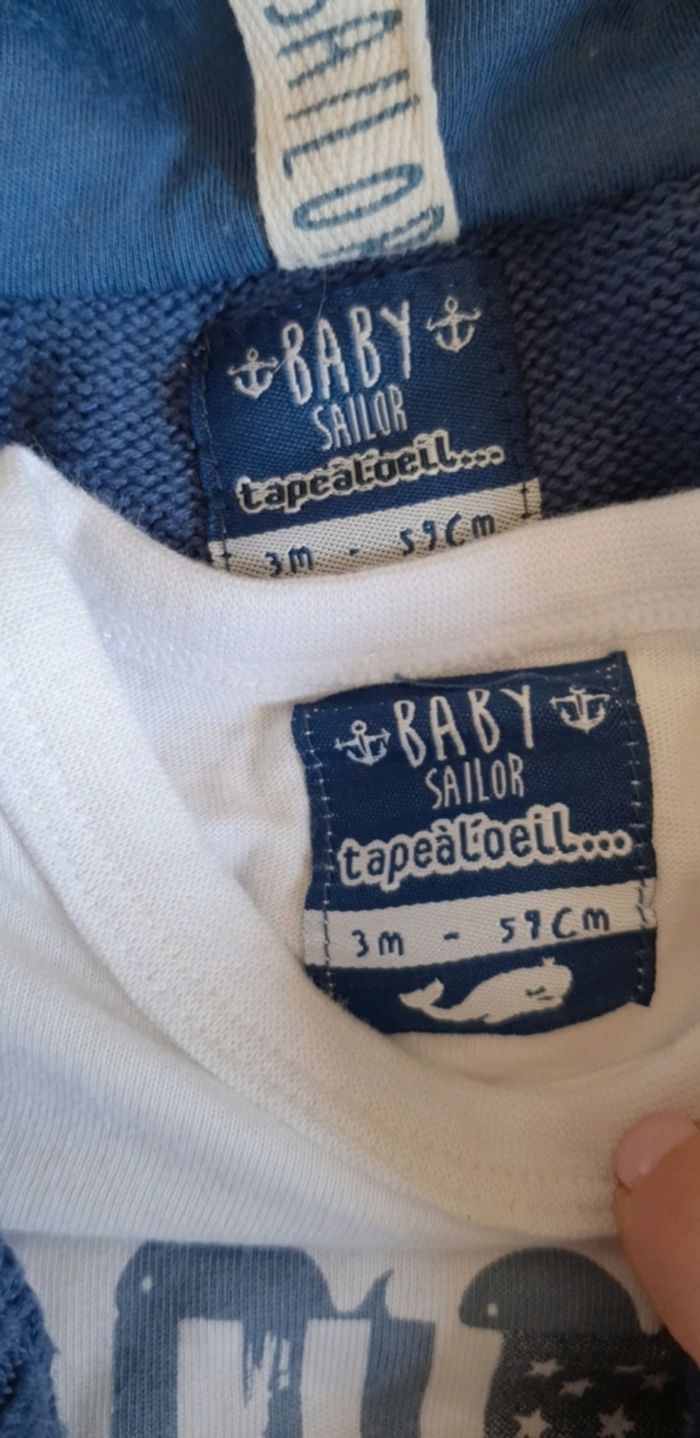 SAILOR
BABY
SAILOR
tapeàl'oeil...
3M - 59CM
BABY
SAILOR
tapeàl'oeil...
3M - 59CM